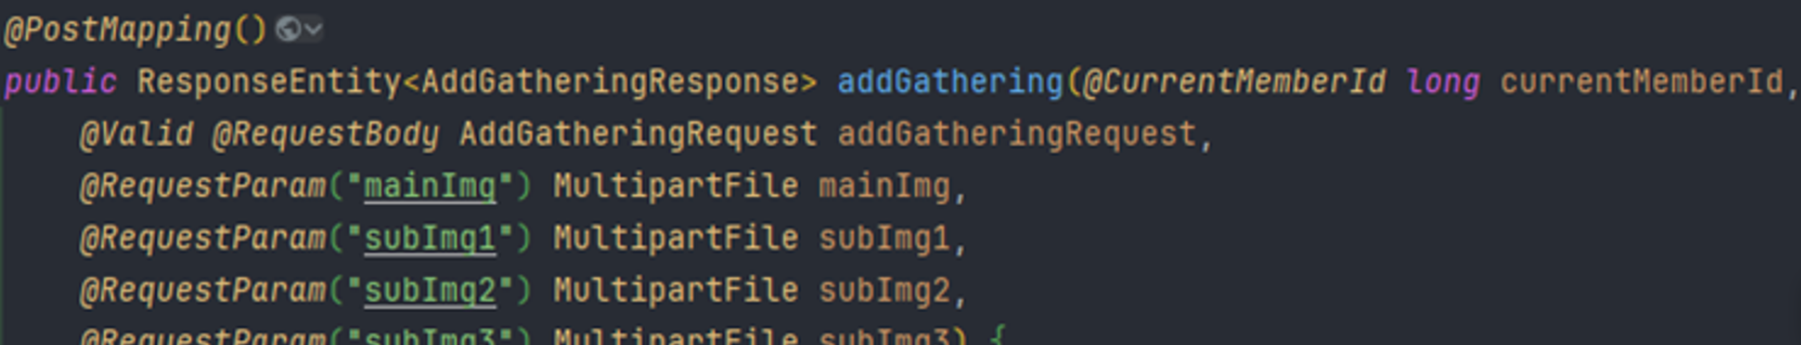 @PostMapping()
public ResponseEntity<AddGatheringResponse> addGathering(@CurrentMemberId long currentMemberId,
@Valid @RequestBody AddGatheringRequest addGatheringRequest,
@RequestParam("mainImg") MultipartFile mainImg,
@RequestParam("subImg1") MultipartFile subImg1,
@RequestParam("subImg2") MultipartFile subImg2,
@RequestParam("subImg3") MultipartFile subImg3) {